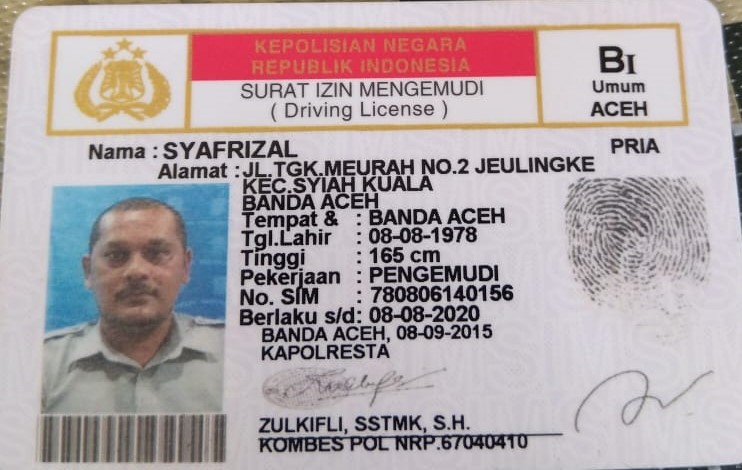 KEPOLISIAN NEGARA
REPUBLIK INDONESIA
SURAT IZIN MENGEMUDI
( Driving License )
BI
Umum
ACEH
Nama : SYAFRIZAL
PRIA
Alamat : JL.TGK.MEURAH NO.2 JEULINGKE
KEC.SYIAH KUALA
BANDA ACEH
Tempat & : BANDA ACEH
Tgl.Lahir : 08-08-1978
Tinggi : 165 cm
Pekerjaan : PENGEMUDI
No. SIM : 780806140156
Berlaku s/d: 08-08-2020
BANDA ACEH, 08-09-2015
KAPOLRESTA
ZULKIFLI, SSTMK, S.H.
KOMBES POL NRP.67040410